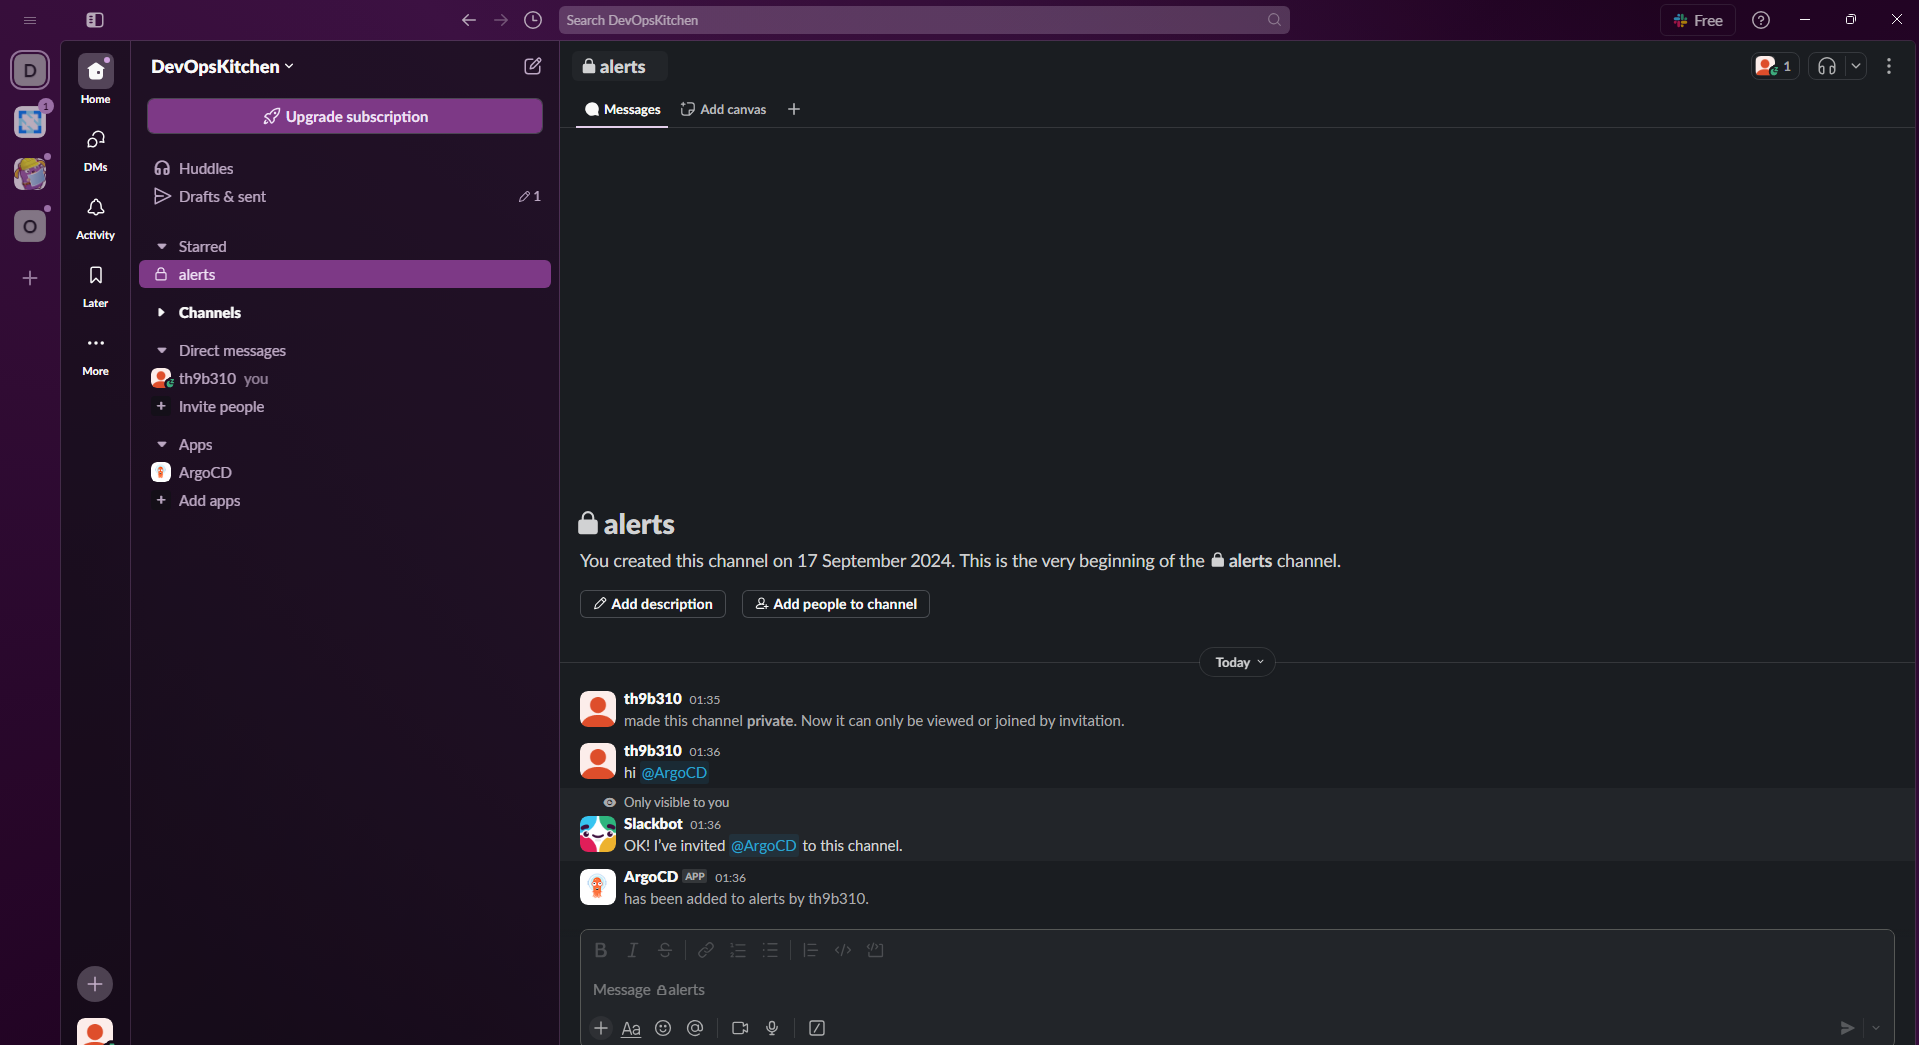 Search DevOpsKitchen
Free
D
1
O
Home
DMs
Activity
Later
More
DevOpsKitchen
Upgrade subscription
Huddles
Drafts & sent
1
Starred
alerts
Channels
Direct messages
th9b310 you
Invite people
Apps
ArgoCD
Add apps
alerts
1
Messages
Add canvas
alerts
You created this channel on 17 September 2024. This is the very beginning of the alerts channel.
Add description
Add people to channel
Today
th9b310 01:35
made this channel private. Now it can only be viewed or joined by invitation.
th9b310 01:36
hi @ArgoCD
Only visible to you
Slackbot 01:36
OK! I've invited @ArgoCD to this channel.
ArgoCD APP 01:36
has been added to alerts by th9b310.
Message alerts
Aa